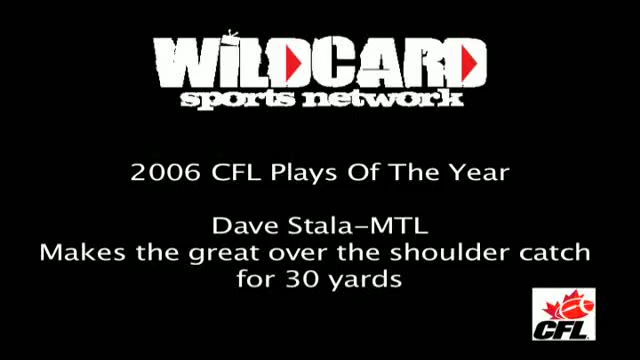 WiLDCARD
sports network
2006 CFL Plays Of The Year
Dave Stala-MTL
Makes the great over the shoulder catch
for 30 yards
CFL